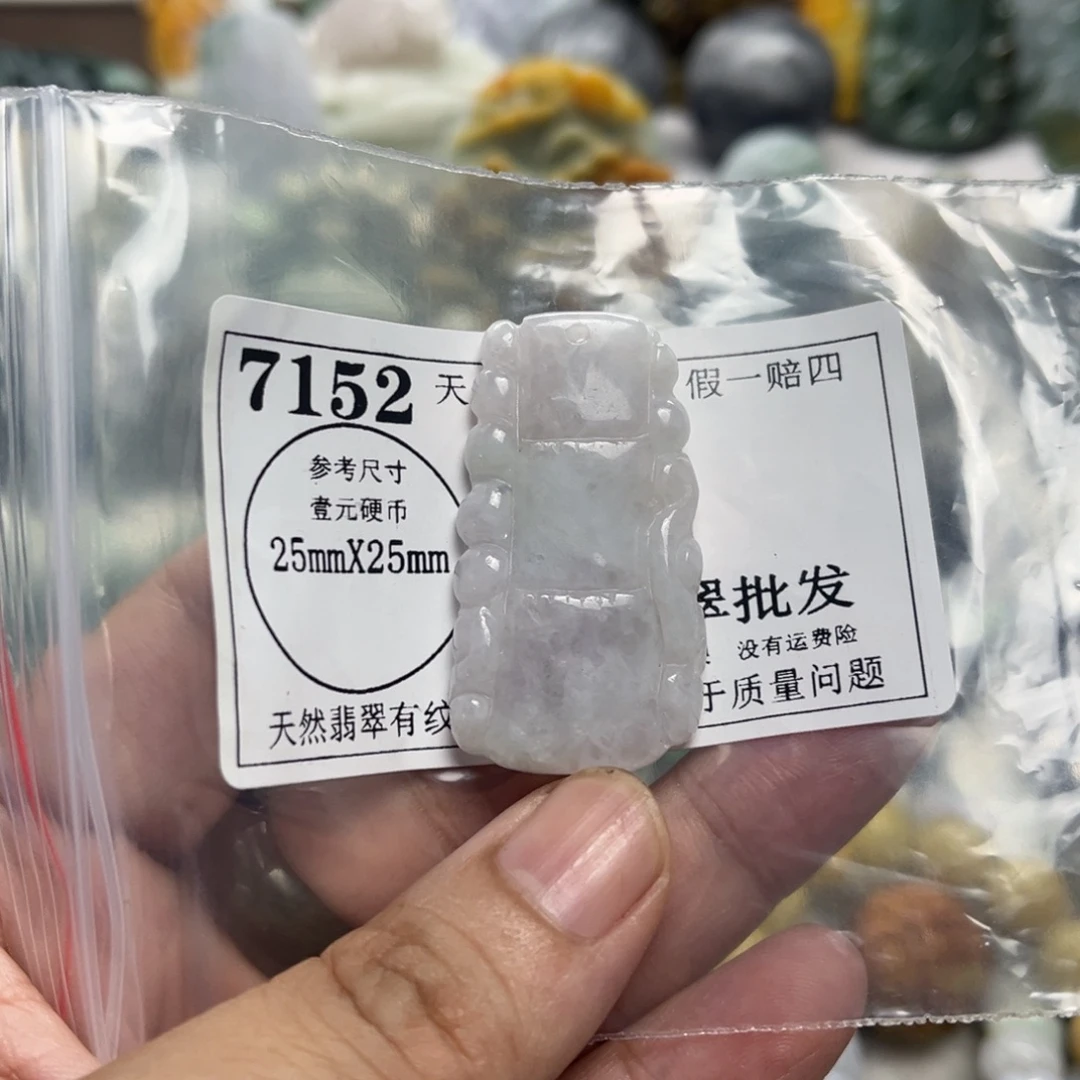 7152 天 假一赔四
参考尺寸
壹元硬币
25mmX25mm
翠批发
没有运费险
天然翡翠有纹 于质量问题